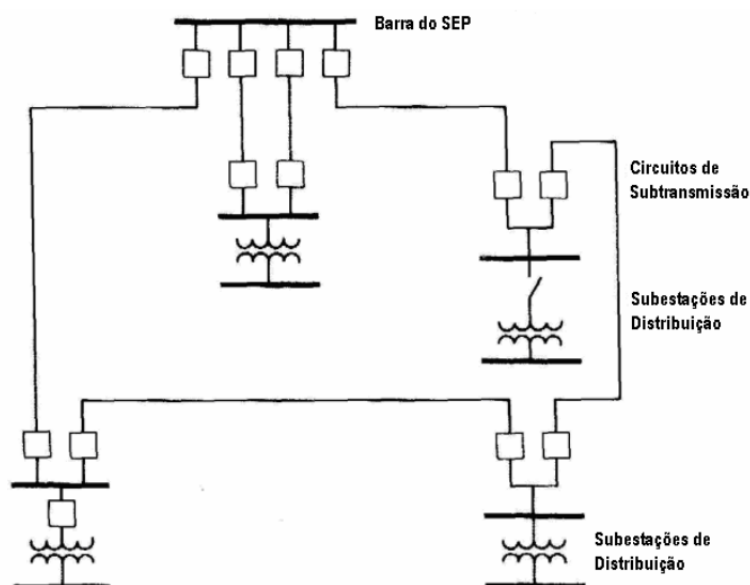 Barra do SEP
Circuitos de
Subtransmissão
Subestações de
Distribuição
Subestações de
Distribuição